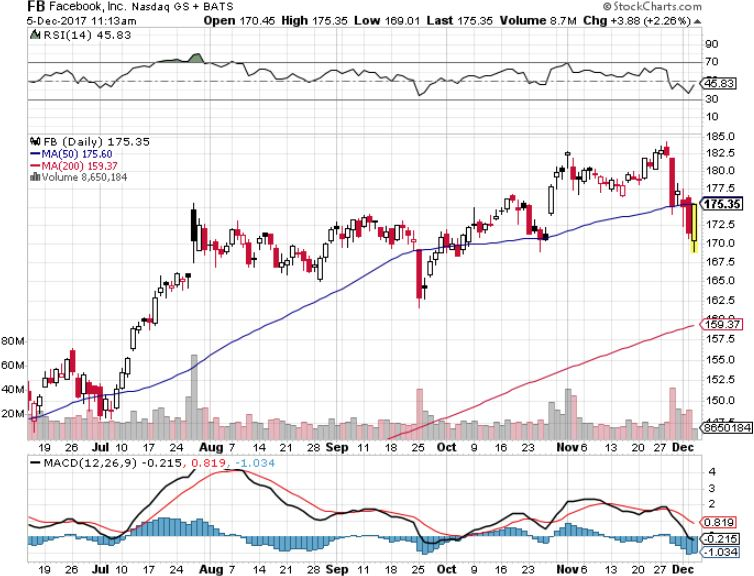 FB Facebook, Inc. Nasdaq GS + BATS © StockCharts.com
5-Dec-2017 11:13am Open 170.45 High 175.35 Low 169.01 Last 175.35 Volume 8.7M Chg +3.88 (+2.26%)
RSI(14) 45.83
90
70
45.83
30
10
FB (Daily) 175.35
MA(50) 175.60
MA(200) 159.37
Volume 8,650,184
185.0
182.5
180.0
177.5
175.35
172.5
170.0
167.5
165.0
162.5
159.37
157.5
155.0
152.5
150.0
8650184
80M
60M
40M
20M
19 26 Jul 10 17 24 Aug 7 14 21 28 Sep 11 18 25 Oct 9 16 23 Nov 6 13 20 27 Dec
MACD(12,26,9) -0.215, 0.819, -1.034
4
3
2
0.819
-0.215
-1.034
19 26 Jul 10 17 24 Aug 7 14 21 28 Sep 11 18 25 Oct 9 16 23 Nov 6 13 20 27 Dec